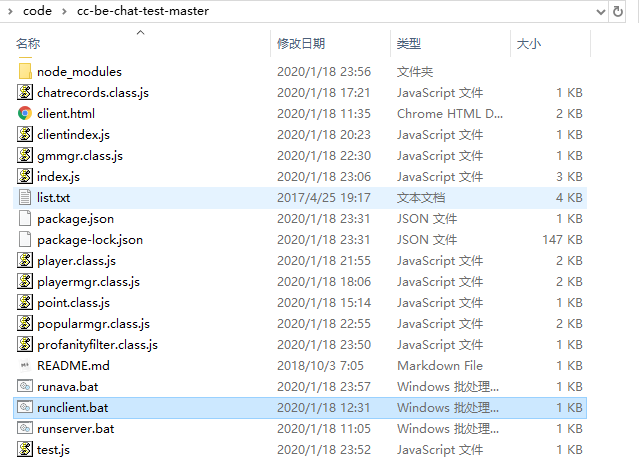 code › cc-be-chat-test-master
名称 修改日期 类型 大小
node_modules 2020/1/18 23:56 文件夹
chatrecords.class.js 2020/1/18 17:21 JavaScript 文件 1 KB
client.html 2020/1/18 11:35 Chrome HTML D... 2 KB
clientindex.js 2020/1/18 20:23 JavaScript 文件 1 KB
gmmgr.class.js 2020/1/18 22:30 JavaScript 文件 1 KB
index.js 2020/1/18 23:06 JavaScript 文件 3 KB
list.txt 2017/4/25 19:17 文本文档 4 KB
package.json 2020/1/18 23:31 JSON 文件 1 KB
package-lock.json 2020/1/18 23:31 JSON 文件 147 KB
player.class.js 2020/1/18 21:55 JavaScript 文件 2 KB
playermgr.class.js 2020/1/18 18:06 JavaScript 文件 2 KB
point.class.js 2020/1/18 15:14 JavaScript 文件 1 KB
popularmgr.class.js 2020/1/18 22:55 JavaScript 文件 2 KB
profanityfilter.class.js 2020/1/18 23:50 JavaScript 文件 1 KB
README.md 2018/10/3 7:05 Markdown File 1 KB
runava.bat 2020/1/18 23:57 Windows 批处理... 1 KB
runclient.bat 2020/1/18 12:31 Windows 批处理... 1 KB
runserver.bat 2020/1/18 11:05 Windows 批处理... 1 KB
test.js 2020/1/18 23:52 JavaScript 文件 1 KB